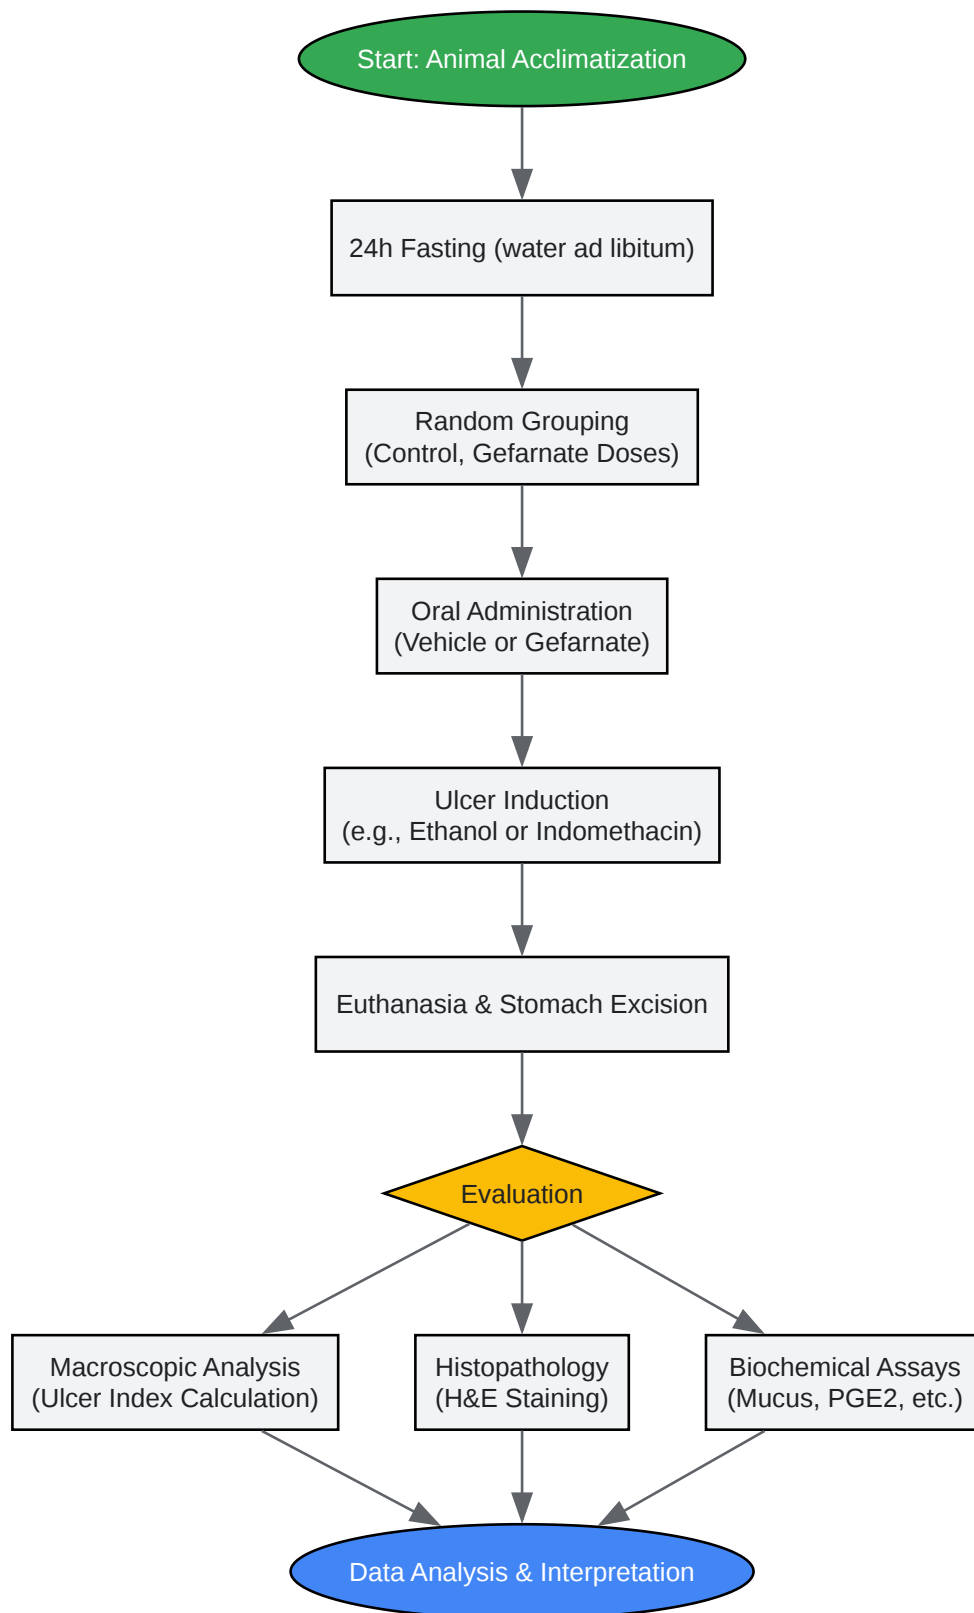 Start: Animal Acclimatization
24h Fasting (water ad libitum)
Random Grouping
(Control, Gefarnate Doses)
Oral Administration
(Vehicle or Gefarnate)
Ulcer Induction
(e.g., Ethanol or Indomethacin)
Euthanasia & Stomach Excision
Evaluation
Macroscopic Analysis
(Ulcer Index Calculation)
Histopathology
(H&E Staining)
Biochemical Assays
(Mucus, PGE2, etc.)
Data Analysis & Interpretation